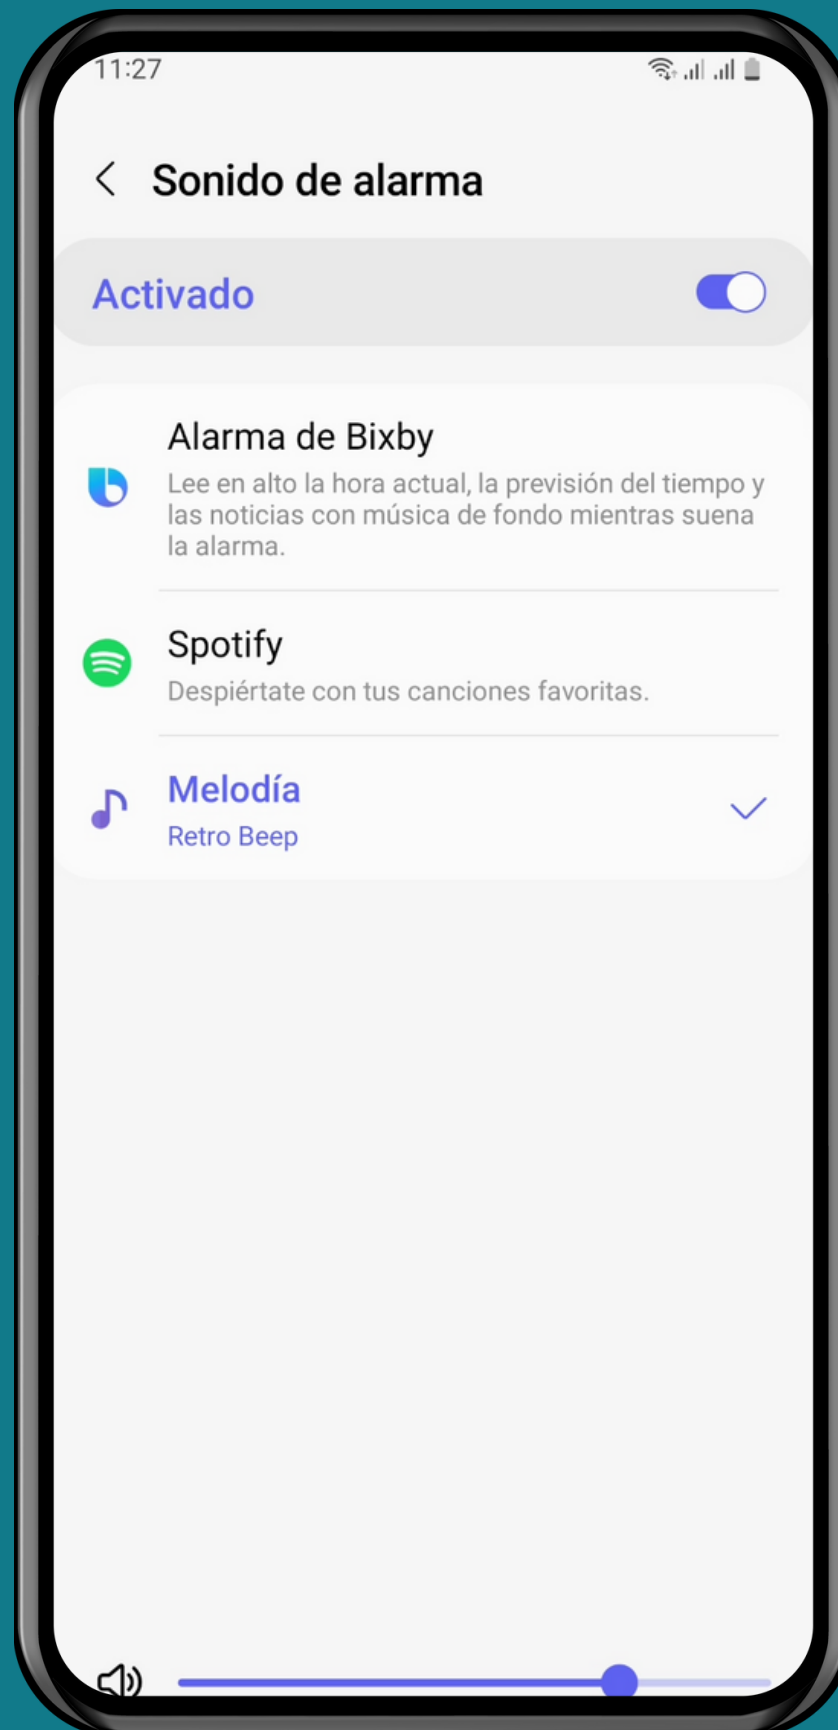 11:27
Sonido de alarma
Activado
Alarma de Bixby
Lee en alto la hora actual, la previsión del tiempo y
las noticias con música de fondo mientras suena
la alarma.
Spotify
Despiértate con tus canciones favoritas.
Melodía
Retro Beep